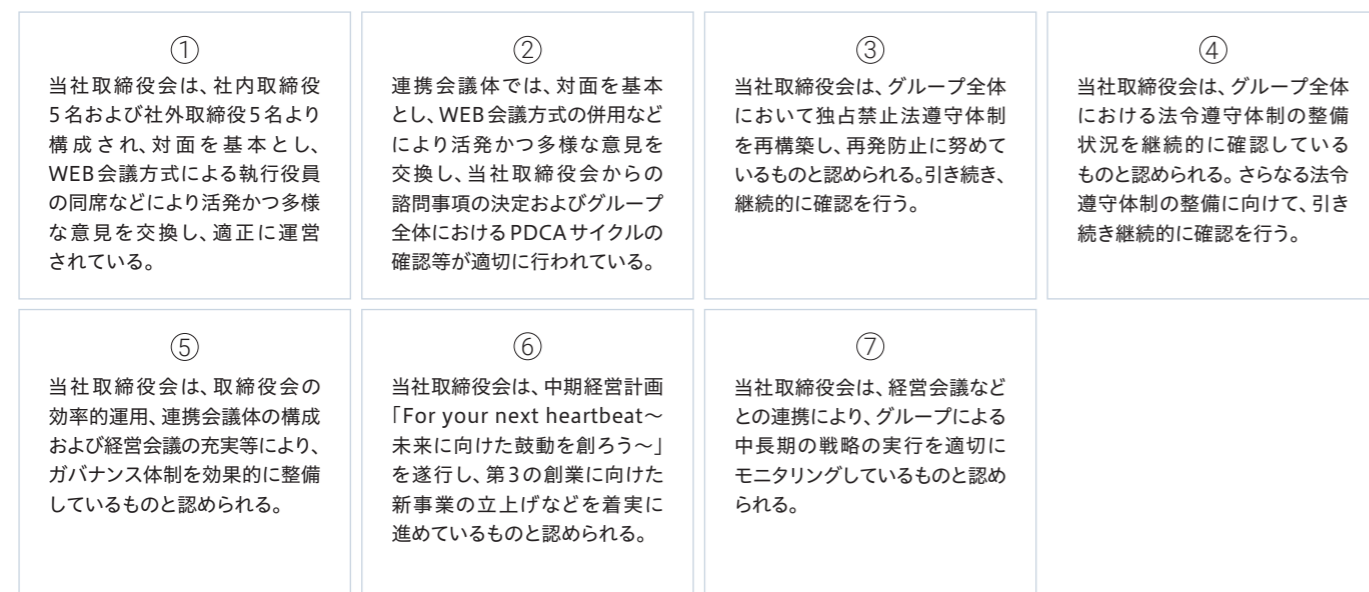 ①
当社取締役会は、社内取締役
5名および社外取締役5名より
構成され、対面を基本とし、
WEB会議方式による執行役員
の同席などにより活発かつ多様
な意見を交換し、適正に運営
されている。
②
連携会議体では、対面を基本
とし、WEB会議方式の併用など
により活発かつ多様な意見を
交換し、当社取締役会からの
諮問事項の決定およびグループ
全体におけるPDCAサイクルの
確認等が適切に行われている。
③
当社取締役会は、グループ全体
において独占禁止法遵守体制
を再構築し、再発防止に努めて
いるものと認められる。引き続き、
継続的に確認を行う。
④
当社取締役会は、グループ全体
における法令遵守体制の整備
状況を継続的に確認している
ものと認められる。さらなる法令
遵守体制の整備に向けて、引き
続き継続的に確認を行う。
⑤
当社取締役会は、取締役会の
効率的運用、連携会議体の構成
および経営会議の充実等により、
ガバナンス体制を効果的に整備
しているものと認められる。
⑥
当社取締役会は、中期経営計画
「For your next heartbeat～
未来に向けた鼓動を創ろう～」
を遂行し、第3の創業に向けた
新事業の立上げなどを着実に
進めているものと認められる。
⑦
当社取締役会は、経営会議など
との連携により、グループによる
中長期の戦略の実行を適切に
モニタリングしているものと認め
られる。